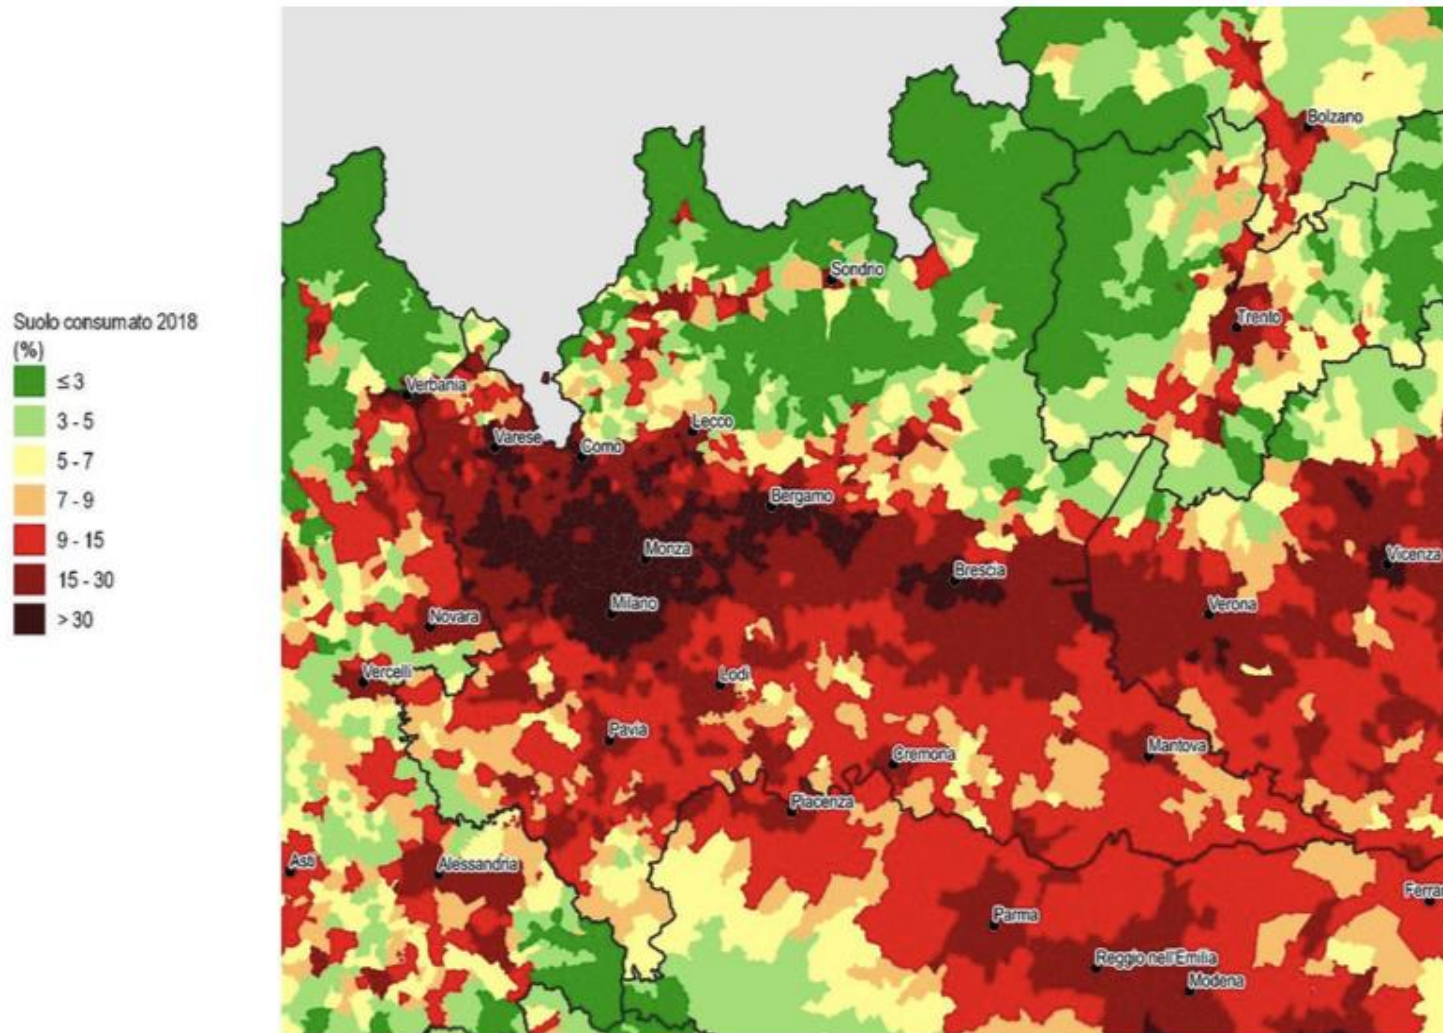 Suolo consumato 2018
(%)
≤ 3
3 - 5
5 - 7
7 - 9
9 - 15
15 - 30
> 30
Bolzano
Sondrio
Trento
Verbania
Lecco
Varese
Como
Bergamo
Monza
Vicenza
Brescia
Milano
Verona
Novara
Vercelli
Lodi
Pavia
Mantova
Cremona
Piacenza
Asti
Alessandria
Ferrar
Parma
Reggio nell'Emilia
Modena